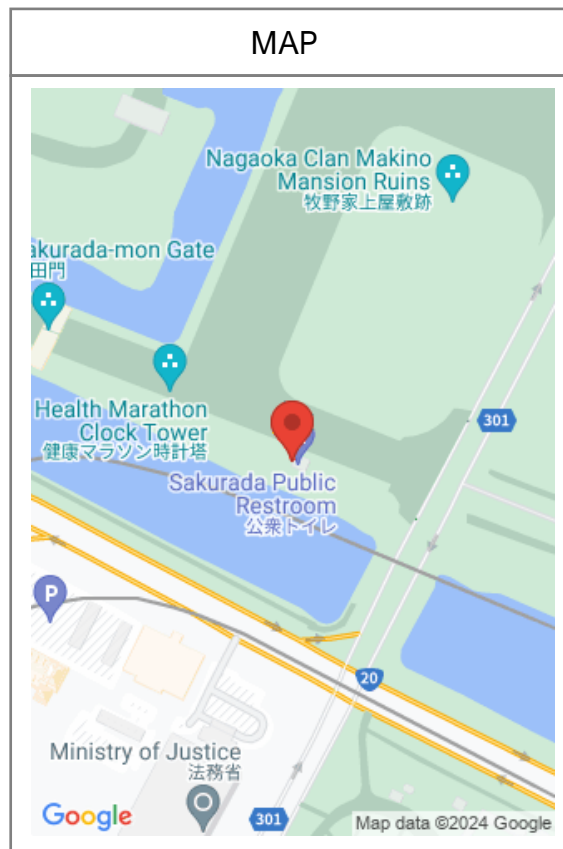 MAP
Nagaoka Clan Makino
Mansion Ruins
牧野家上屋敷跡
akurada-mon Gate
田門
Health Marathon
Clock Tower
健康マラソン時計塔
301
Sakurada Public
Restroom
公衆トイレ
P
20
Ministry of Justice
法務省
Google
301
Map data ©2024 Google